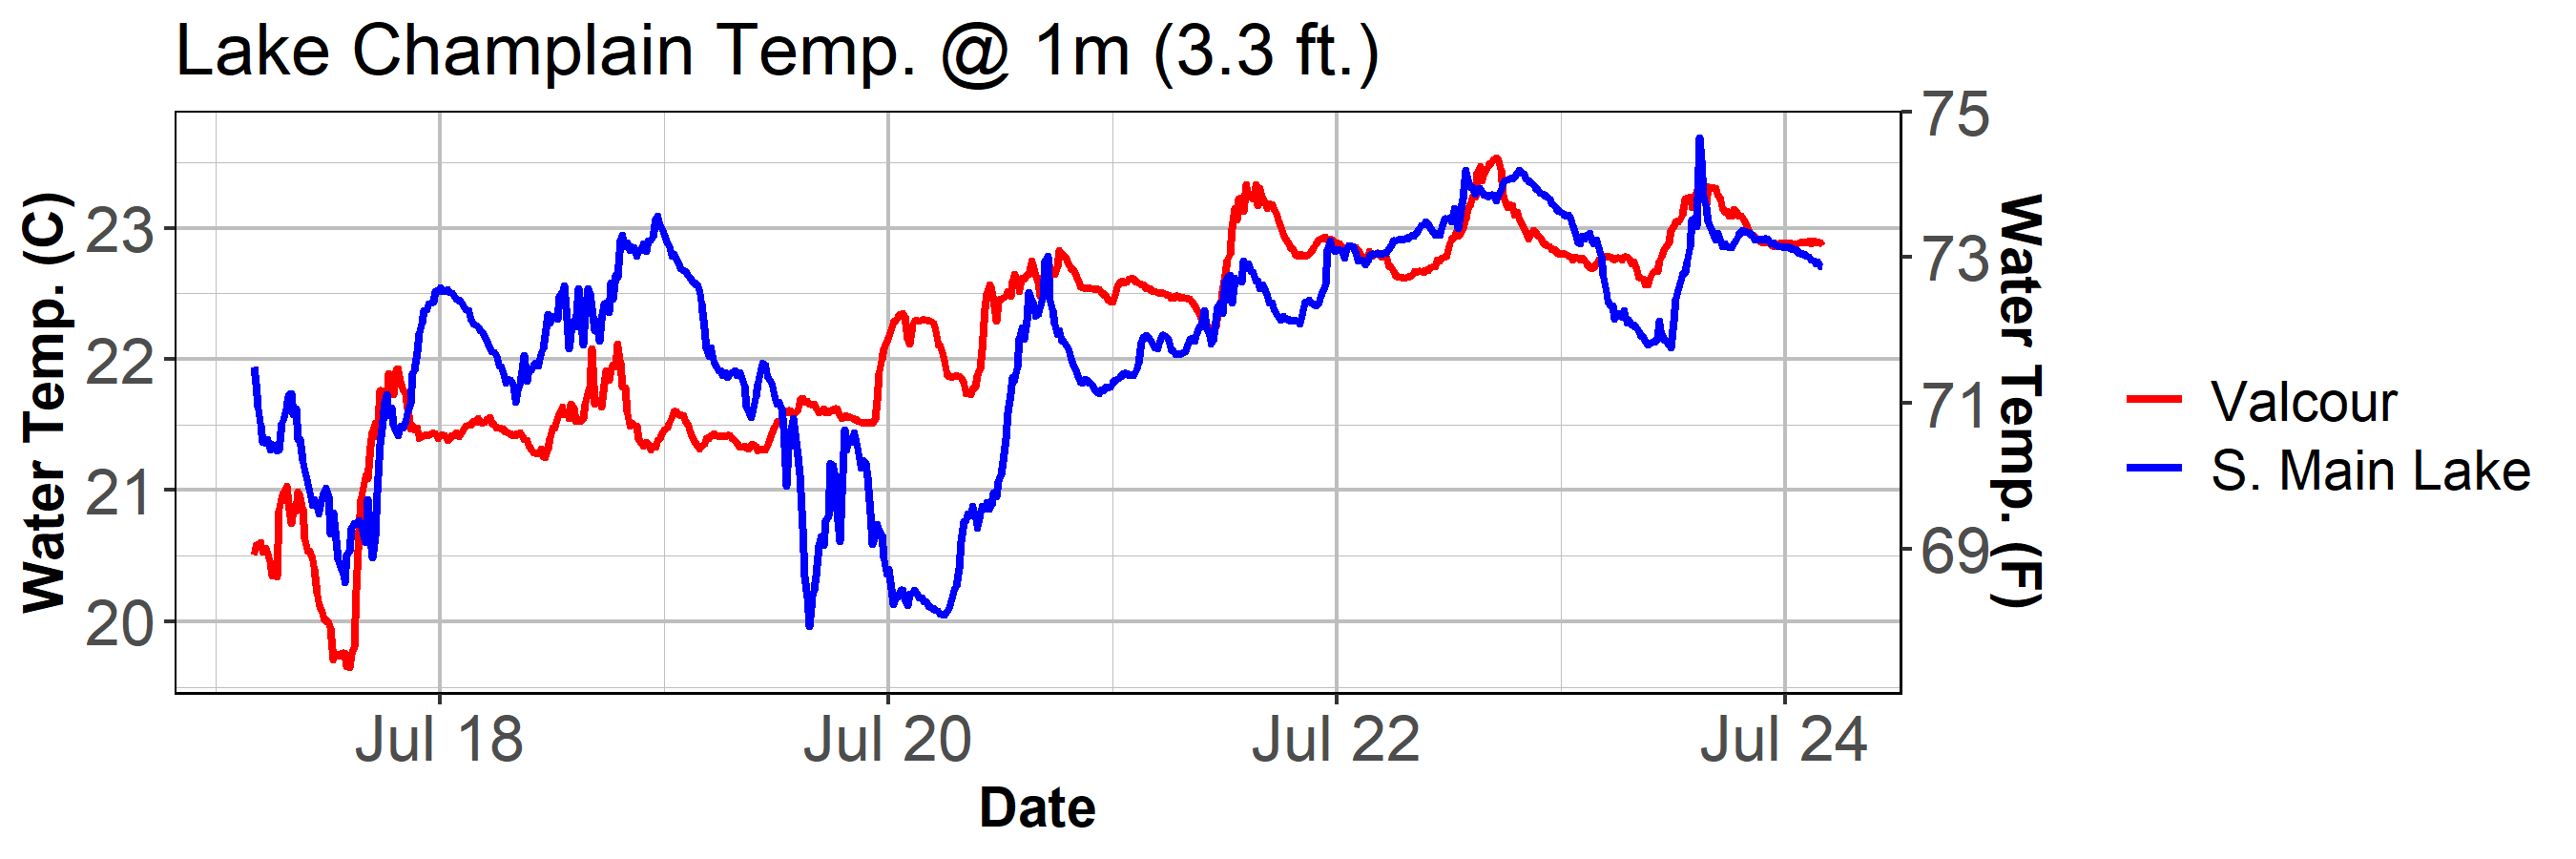 Lake Champlain Temp. @ 1m (3.3 ft.)
Water Temp. (C)
23
22
21
20
75
73
71
69
Water Temp. (F)
Jul 18
Jul 20
Jul 22
Jul 24
Date
Valcour
S. Main Lake